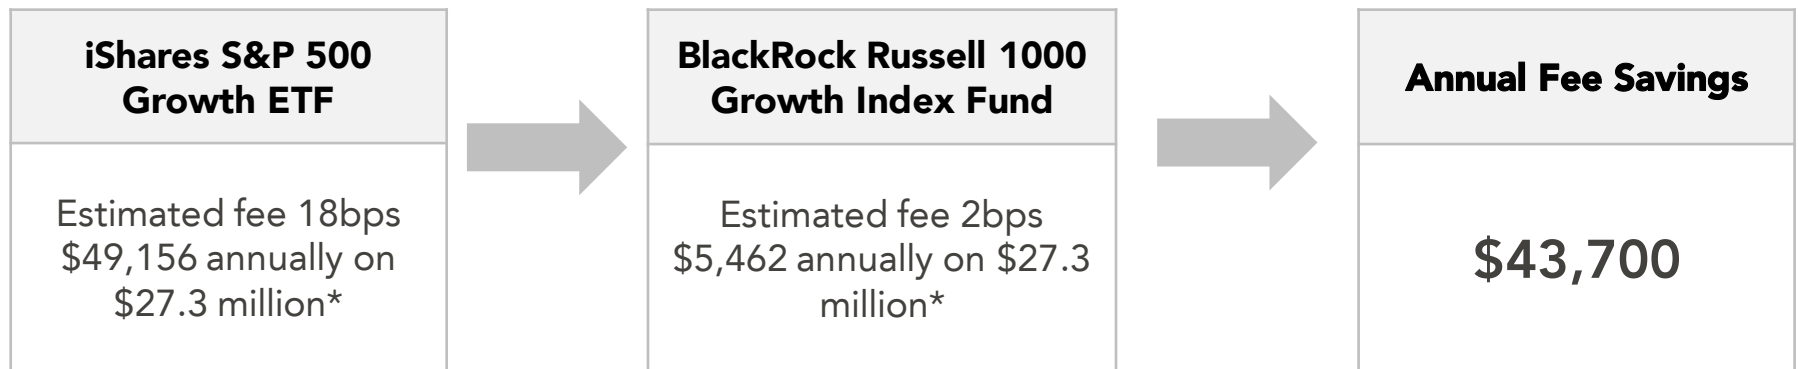 iShares S&P 500
Growth ETF
Estimated fee 18bps
$49,156 annually on
$27.3 million*
BlackRock Russell 1000
Growth Index Fund
Estimated fee 2bps
$5,462 annually on $27.3
million*
Annual Fee Savings
$43,700